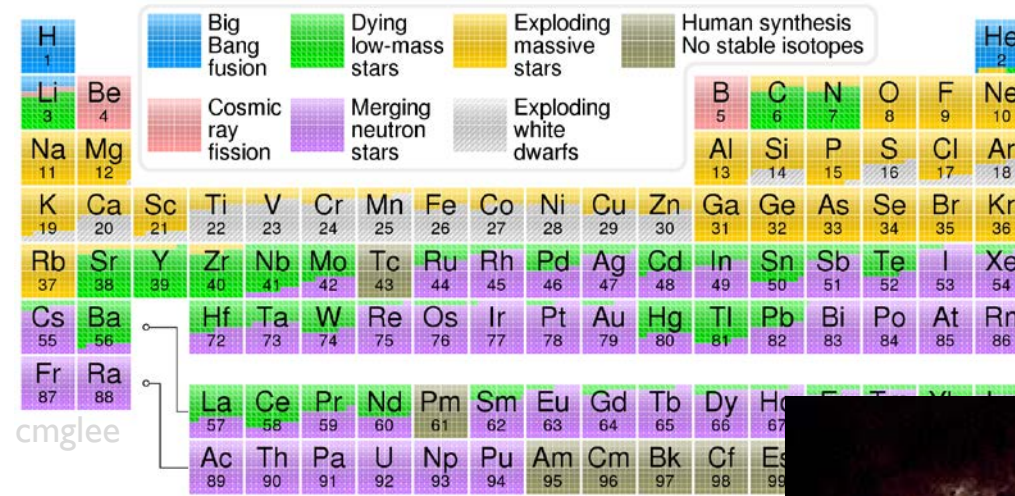 H Big Dying Exploding Human synthesis He
1 Bang low-mass massive No stable isotopes 2
fusion stars stars
Li Be Cosmic Merging Exploding B C N O F Ne
3 4 ray neutron white 5 6 7 8 9 10
fission stars dwarfs
Na Mg Al Si P S Cl Ar
11 12 13 14 15 16 17 18
K Ca Sc Ti V Cr Mn Fe Co Ni Cu Zn Ga Ge As Se Br Kr
19 20 21 22 23 24 25 26 27 28 29 30 31 32 33 34 35 36
Rb Sr Y Zr Nb Mo Tc Ru Rh Pd Ag Cd In Sn Sb Te I Xe
37 38 39 40 41 42 43 44 45 46 47 48 49 50 51 52 53 54
Cs Ba Hf Ta W Re Os Ir Pt Au Hg Tl Pb Bi Po At Rn
55 56 72 73 74 75 76 77 78 79 80 81 82 83 84 85 86
Fr Ra
87 88
La Ce Pr Nd Pm Sm Eu Gd Tb Dy
57 58 59 60 61 62 63 64 65 66 67
cmglee
Ac Th Pa U Np Pu Am Cm Bk Cf Es
89 90 91 92 93 94 95 96 97 98 99